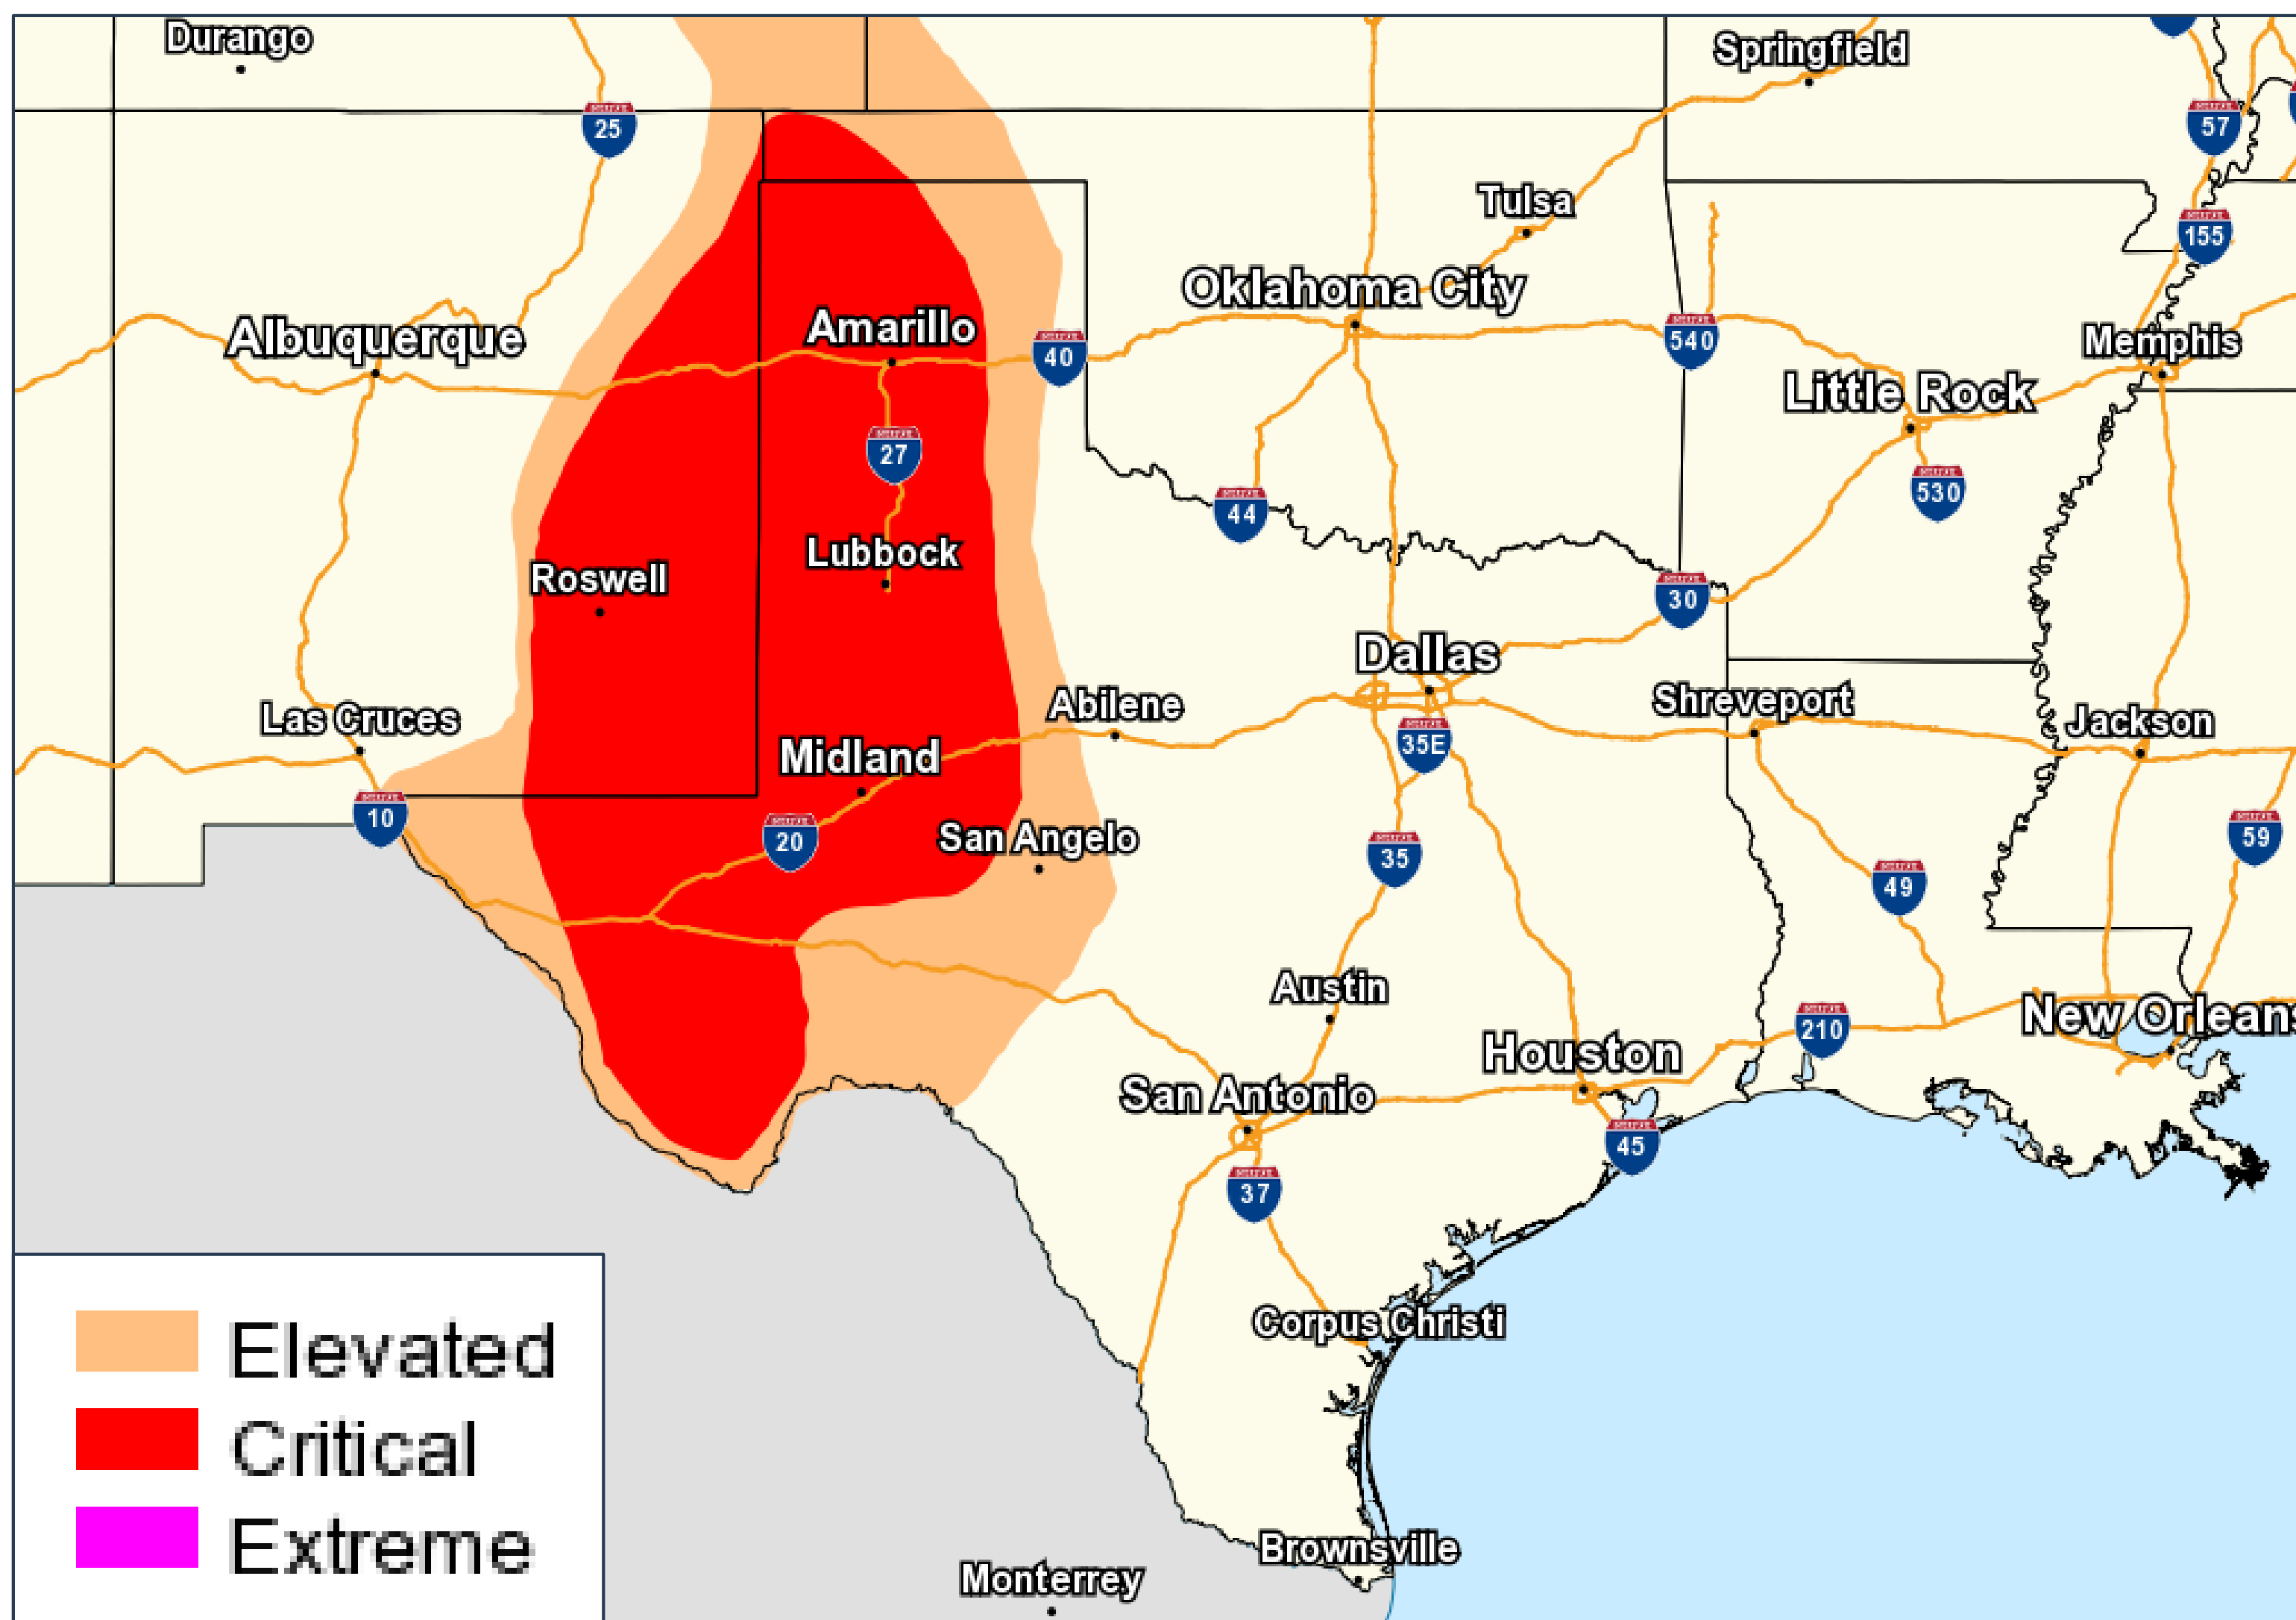 Durango
Springfield
25
57
Tulsa
155
Oklahoma City
Albuquerque
Amarillo
40
540
Memphis
Little Rock
27
530
44
Lubbock
Roswell
30
Dallas
Abilene
Shreveport
Las Cruces
Jackson
35E
Midland
10
20
San Angelo
35
59
49
Austin
210
New Orleans
Houston
San Antonio
45
37
Corpus Christi
Elevated
Critical
Extreme
Brownsville
Monterrey